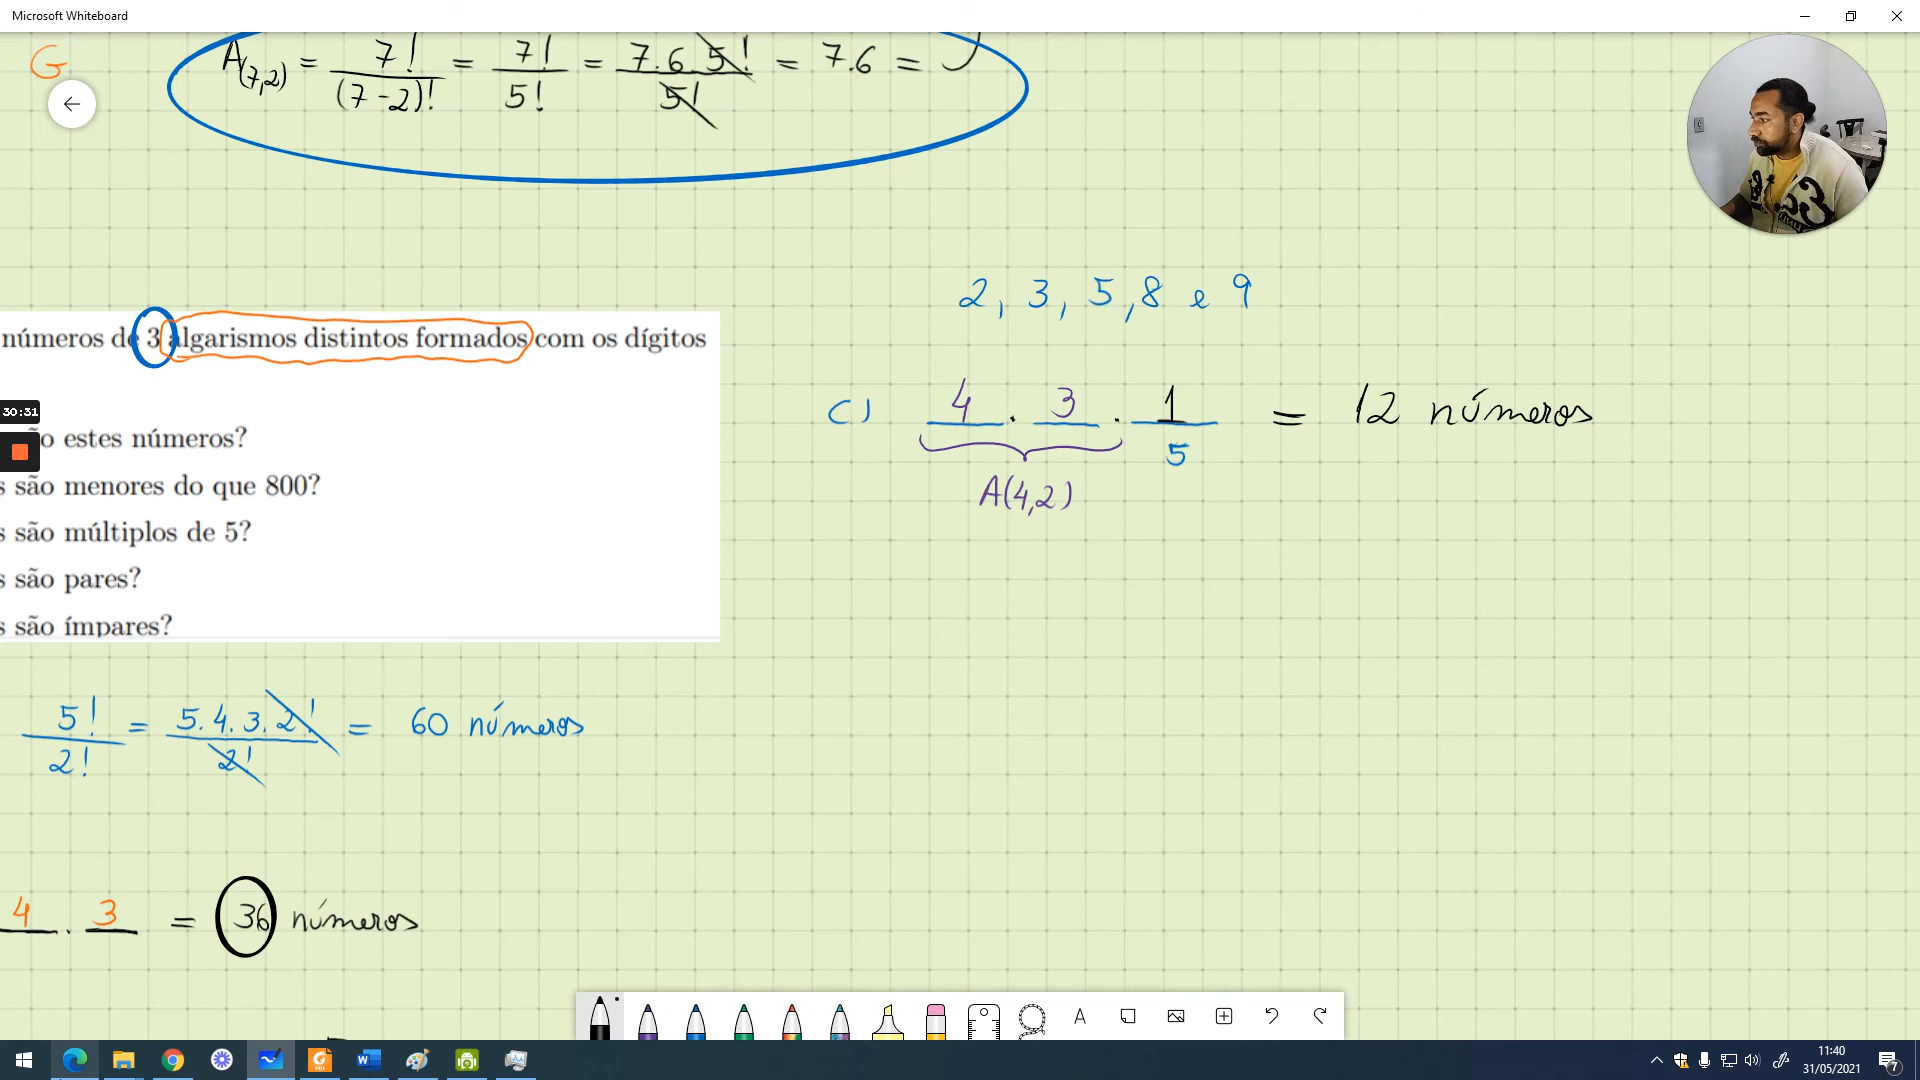 Microsoft Whiteboard
G.
A(7,2) = 7! / (7-2)! = 7! / 5! = 7.6.5! / 5! = 7.6 =
2, 3, 5, 8 e 9
números de 3 algarismos distintos formados com os dígitos
C) 4 . 3 . 1 = 12 números
5
A(4,2)
30:31
ão estes números?
s são menores do que 800?
s são múltiplos de 5?
s são pares?
s são ímpares?
5! / 2! = 5.4.3.2! / 2! = 60 números
4 . 3 = 36 números
A
11:40
31/05/2021
7